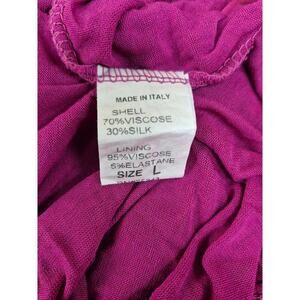 MADE IN ITALY
SHELL
70%VISCOSE
30%SILK
LINING
95%VISCOSE
5%ELASTANE
SIZE L